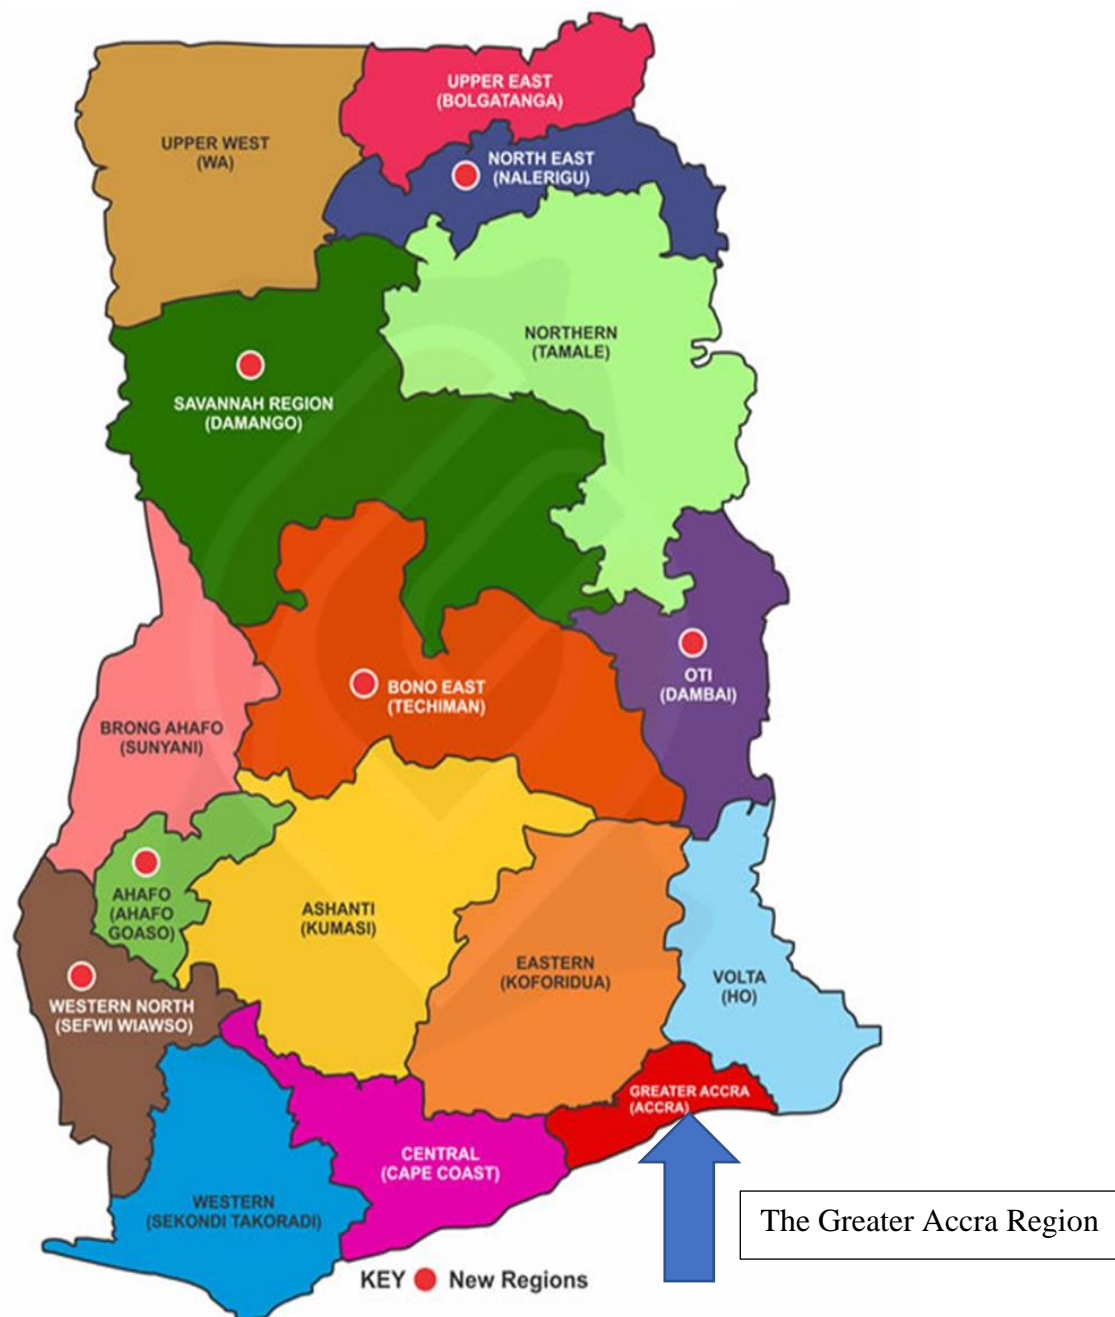 UPPER EAST
(BOLGATANGA)
UPPER WEST
(WA)
NORTH EAST
(NALERIGU)
NORTHERN
(TAMALE)
SAVANNAH REGION
(DAMANGO)
OTI
(DAMBAI)
BONO EAST
(TECHIMAN)
BRONG AHAFO
(SUNYANI)
AHAFO
(AHAFO
GOASO)
ASHANTI
(KUMASI)
EASTERN
(KOFORIDUA)
VOLTA
(HO)
WESTERN NORTH
(SEFWI WIAWSO)
GREATER ACCRA
(ACCRA)
CENTRAL
(CAPE COAST)
WESTERN
(SEKONDI TAKORADI)
The Greater Accra Region
KEY New Regions